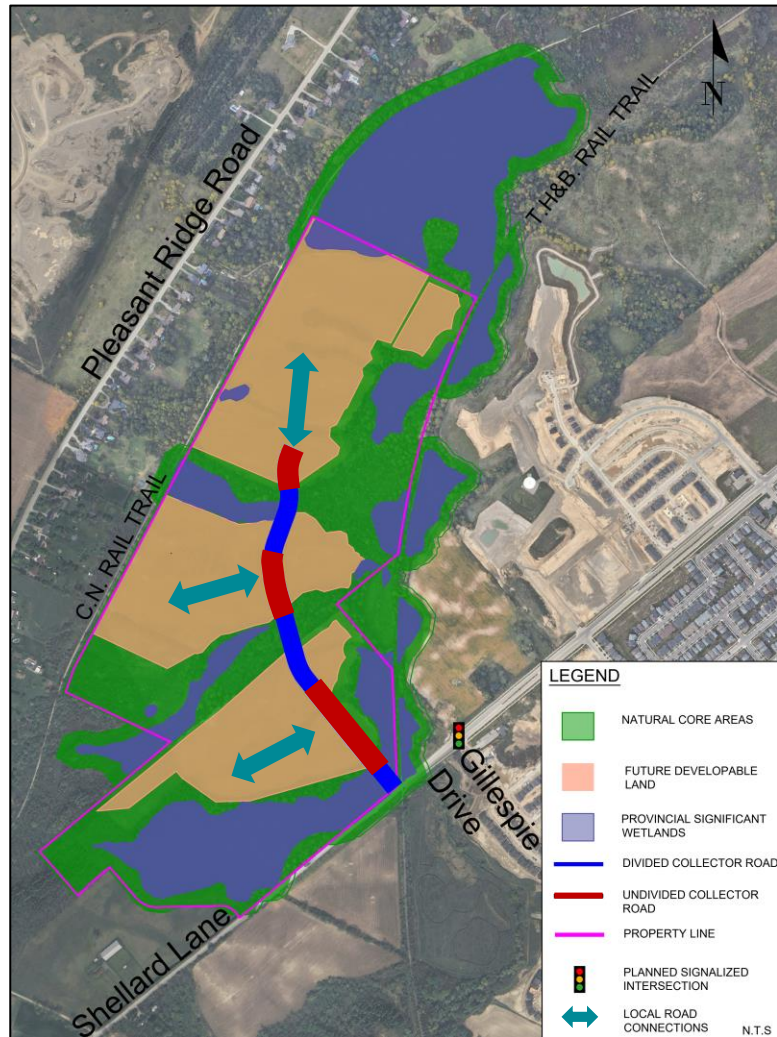 N
Pleasant Ridge Road
T.H&B. RAIL TRAIL
C.N. RAIL TRAIL
Gillespie
Drive
Shellard Lane
LEGEND
NATURAL CORE AREAS
FUTURE DEVELOPABLE
LAND
PROVINCIAL SIGNIFICANT
WETLANDS
DIVIDED COLLECTOR ROAD
UNDIVIDED COLLECTOR
ROAD
PROPERTY LINE
PLANNED SIGNALIZED
INTERSECTION
LOCAL ROAD
CONNECTIONS
N.T.S